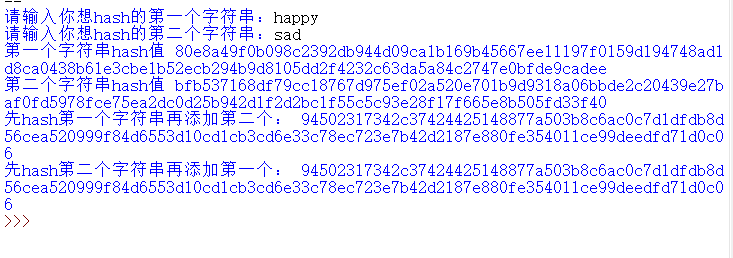 请输入你想hash的第一个字符串：happy
请输入你想hash的第二个字符串：sad
第一个字符串hash值 80e8a49f0b098c2392db944d09ca1b169b45667ee11197f0159d194748ad1
d8ca0438b61e3cbe1b52ecb294b9d8105dd2f4232c63da5a84c2747e0bfde9cadee
第二个字符串hash值 bfb537168df79cc18767d975ef02a520e701b9d9318a06bbde2c20439e27b
af0fd5978fce75ea2dc0d25b942d1f2d2bc1f55c5c93e28f17f665e8b505fd33f40
先hash第一个字符串再添加第二个： 94502317342c37424425148877a503b8c6ac0c7d1dfdb8d
56cea520999f84d6553d10cd1cb3cd6e33c78ec723e7b42d2187e880fe354011ce99deedfd71d0c0
6
先hash第二个字符串再添加第一个： 94502317342c37424425148877a503b8c6ac0c7d1dfdb8d
56cea520999f84d6553d10cd1cb3cd6e33c78ec723e7b42d2187e880fe354011ce99deedfd71d0c0
6
>>>